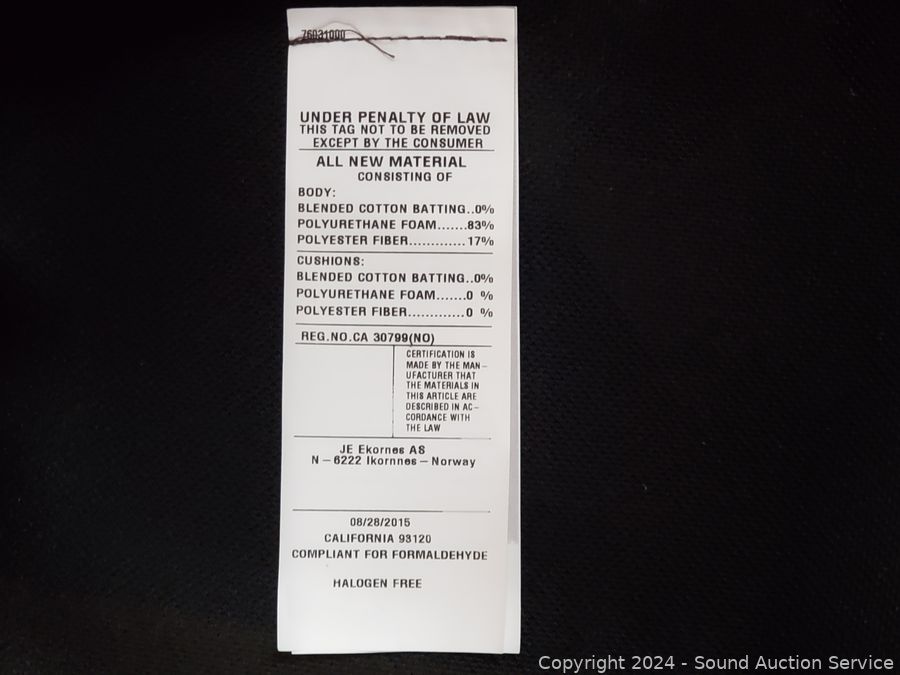 76031000
UNDER PENALTY OF LAW
THIS TAG NOT TO BE REMOVED
EXCEPT BY THE CONSUMER
ALL NEW MATERIAL
CONSISTING OF
BODY:
BLENDED COTTON BATTING..0%
POLYURETHANE FOAM.......83%
POLYESTER FIBER............17%
CUSHIONS:
BLENDED COTTON BATTING..0%
POLYURETHANE FOAM.......0 %
POLYESTER FIBER............0 %
REG.NO.CA 30799(NO)
CERTIFICATION IS
MADE BY THE MAN-
UFACTURER THAT
THE MATERIALS IN
THIS ARTICLE ARE
DESCRIBED IN AC-
CORDANCE WITH
THE LAW
JE Ekornes AS
N - 6222 Ikornnes - Norway
08/28/2015
CALIFORNIA 93120
COMPLIANT FOR FORMALDEHYDE
HALOGEN FREE
Copyright 2024 - Sound Auction Service